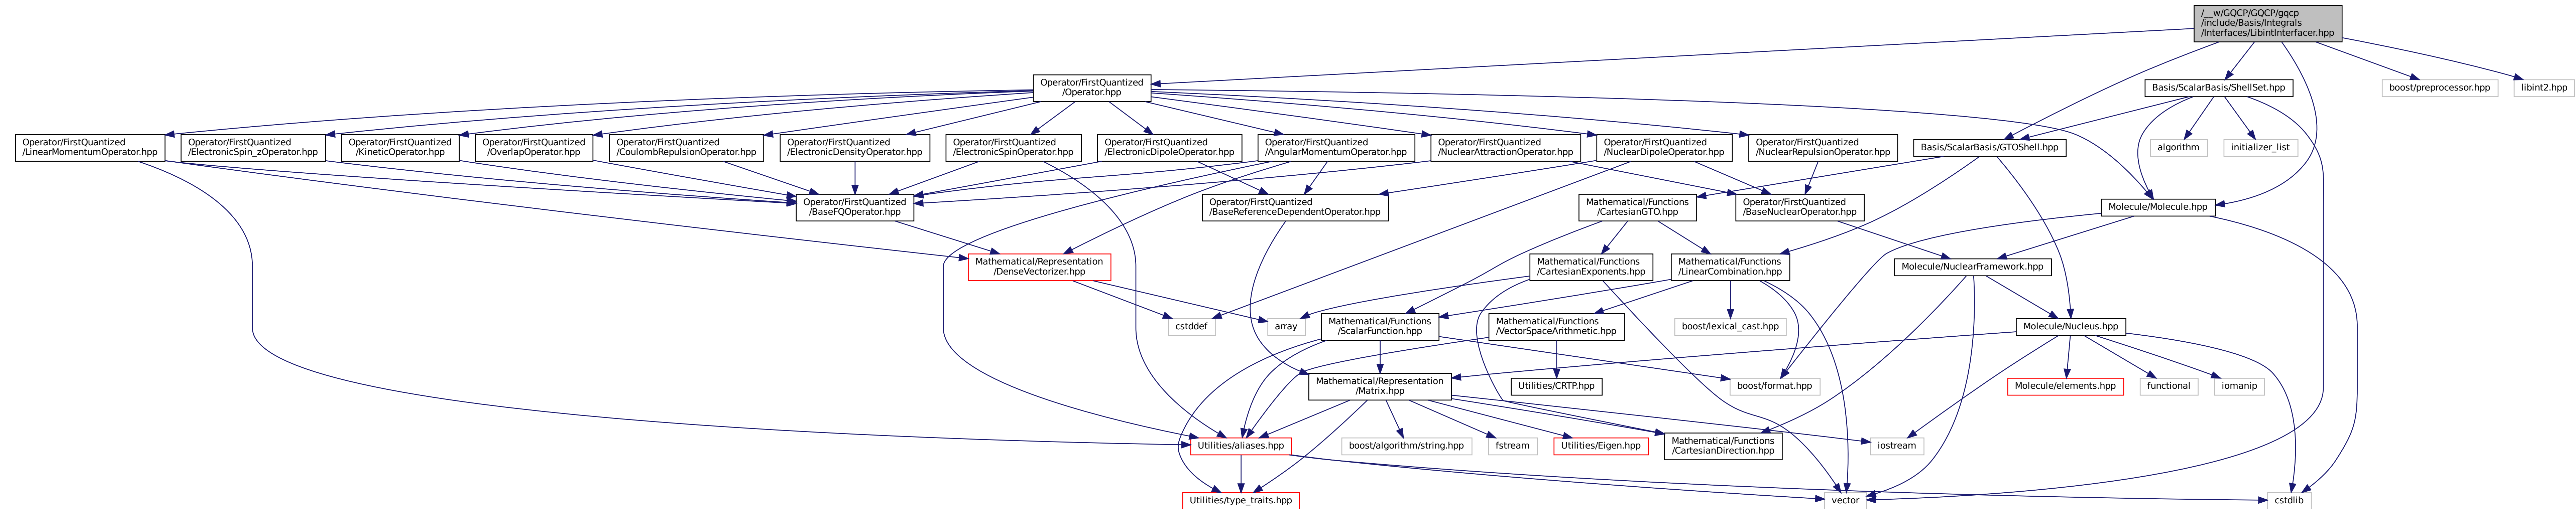 /__w/GQCP/GQCP/gqcp
/include/Basis/Integrals
/Interfaces/LibintInterfacer.hpp
Operator/FirstQuantized
/Operator.hpp
Basis/ScalarBasis/ShellSet.hpp
boost/preprocessor.hpp
libint2.hpp
Operator/FirstQuantized
/LinearMomentumOperator.hpp
Operator/FirstQuantized
/ElectronicSpin_zOperator.hpp
Operator/FirstQuantized
/KineticOperator.hpp
Operator/FirstQuantized
/OverlapOperator.hpp
Operator/FirstQuantized
/CoulombRepulsionOperator.hpp
Operator/FirstQuantized
/ElectronicDensityOperator.hpp
Operator/FirstQuantized
/ElectronicSpinOperator.hpp
Operator/FirstQuantized
/ElectronicDipoleOperator.hpp
Operator/FirstQuantized
/AngularMomentumOperator.hpp
Operator/FirstQuantized
/NuclearAttractionOperator.hpp
Operator/FirstQuantized
/NuclearDipoleOperator.hpp
Operator/FirstQuantized
/NuclearRepulsionOperator.hpp
Basis/ScalarBasis/GTOShell.hpp
algorithm
initializer_list
Operator/FirstQuantized
/BaseFQOperator.hpp
Operator/FirstQuantized
/BaseReferenceDependentOperator.hpp
Mathematical/Functions
/CartesianGTO.hpp
Operator/FirstQuantized
/BaseNuclearOperator.hpp
Molecule/Molecule.hpp
Mathematical/Representation
/DenseVectorizer.hpp
Mathematical/Functions
/CartesianExponents.hpp
Mathematical/Functions
/LinearCombination.hpp
Molecule/NuclearFramework.hpp
cstddef
array
Mathematical/Functions
/ScalarFunction.hpp
Mathematical/Functions
/VectorSpaceArithmetic.hpp
boost/lexical_cast.hpp
Molecule/Nucleus.hpp
Mathematical/Representation
/Matrix.hpp
Utilities/CRTP.hpp
boost/format.hpp
Molecule/elements.hpp
functional
iomanip
Utilities/aliases.hpp
boost/algorithm/string.hpp
fstream
Utilities/Eigen.hpp
Mathematical/Functions
/CartesianDirection.hpp
iostream
Utilities/type_traits.hpp
vector
cstdlib